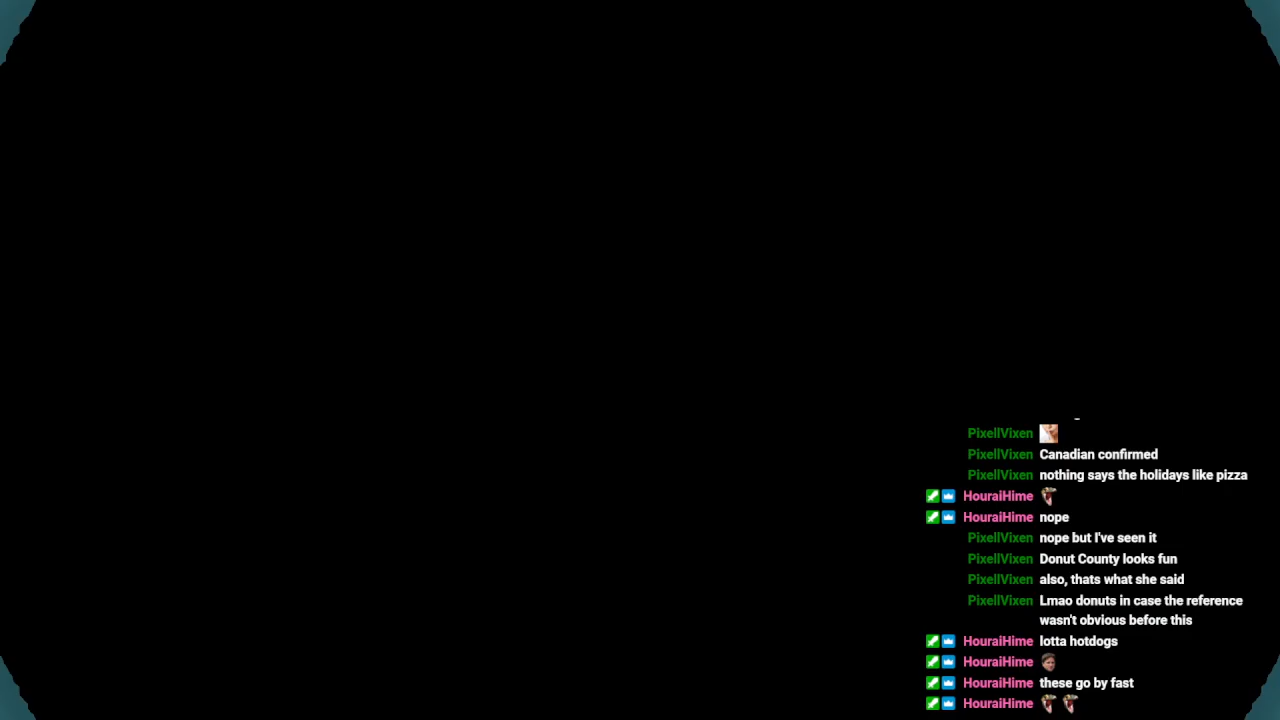 PixellVixen
PixellVixen Canadian confirmed
PixellVixen nothing says the holidays like pizza
HouraiHime
HouraiHime nope
PixellVixen nope but I've seen it
PixellVixen Donut County looks fun
PixellVixen also, thats what she said
PixellVixen Lmao donuts in case the reference
wasn't obvious before this
HouraiHime lotta hotdogs
HouraiHime
HouraiHime these go by fast
HouraiHime